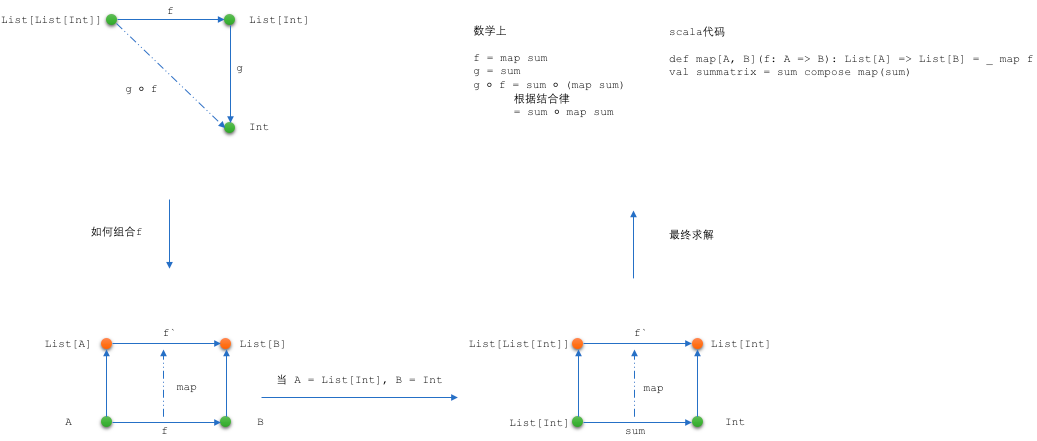 List[List[Int]]
f
List[Int]
g
g ∘ f
Int
数学上
f = map sum
g = sum
g ∘ f = sum ∘ (map sum)
根据结合律
= sum ∘ map sum
scala代码
def map[A, B](f: A => B): List[A] => List[B] = _ map f
val summatrix = sum compose map(sum)
如何组合f
最终求解
f`
List[A]
List[B]
map
A
f
B
当 A = List[Int], B = Int
f`
List[List[Int]]
List[Int]
map
List[Int]
sum
Int